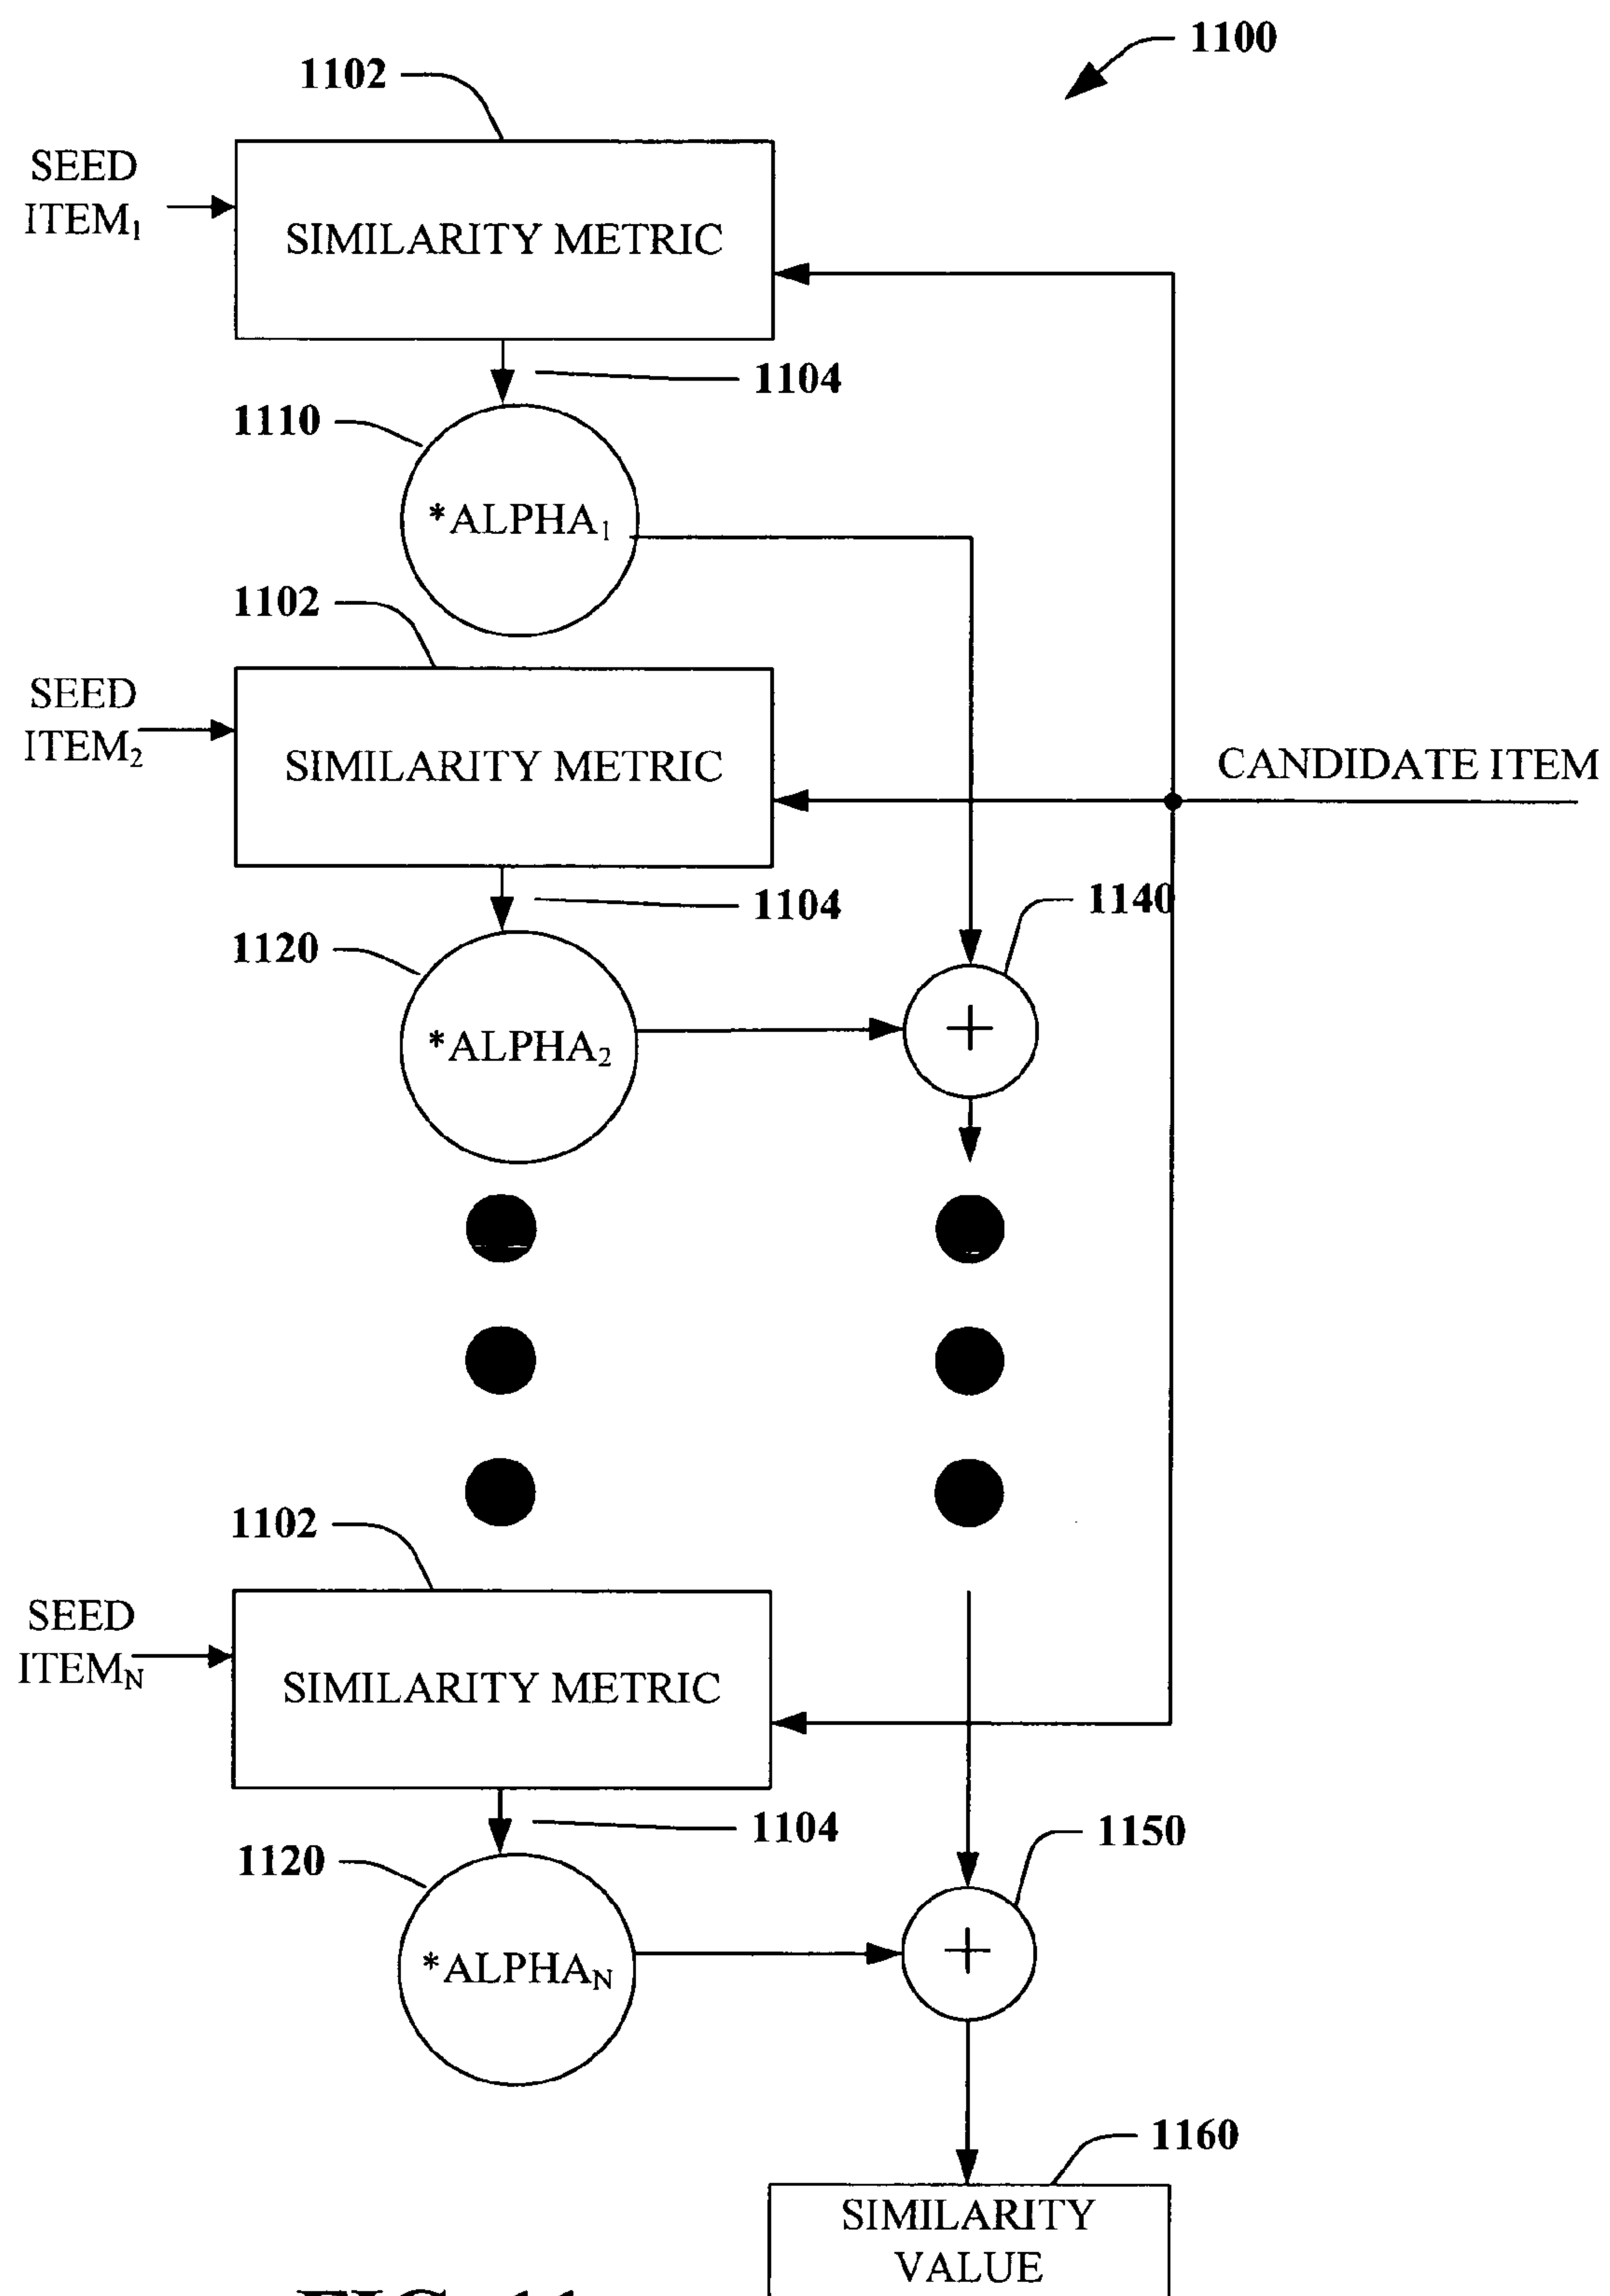 1100
1102
SEED
ITEM1
SIMILARITY METRIC
1104
1110
*ALPHA1
1102
SEED
ITEM2
SIMILARITY METRIC
CANDIDATE ITEM
1104
1140
1120
*ALPHA2
+
1102
SEED
ITEMN
SIMILARITY METRIC
1104
1150
1120
*ALPHAN
+
1160
SIMILARITY
VALUE